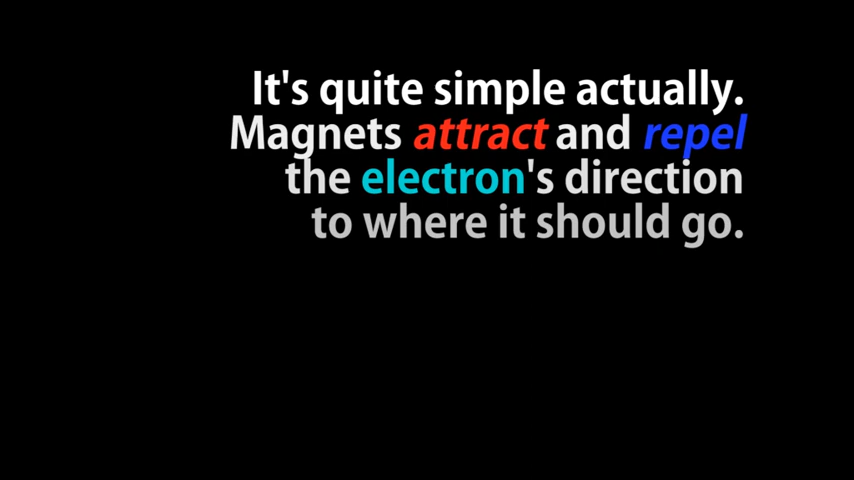 It's quite simple actually.
Magnets attract and repel
the electron's direction
to where it should go.